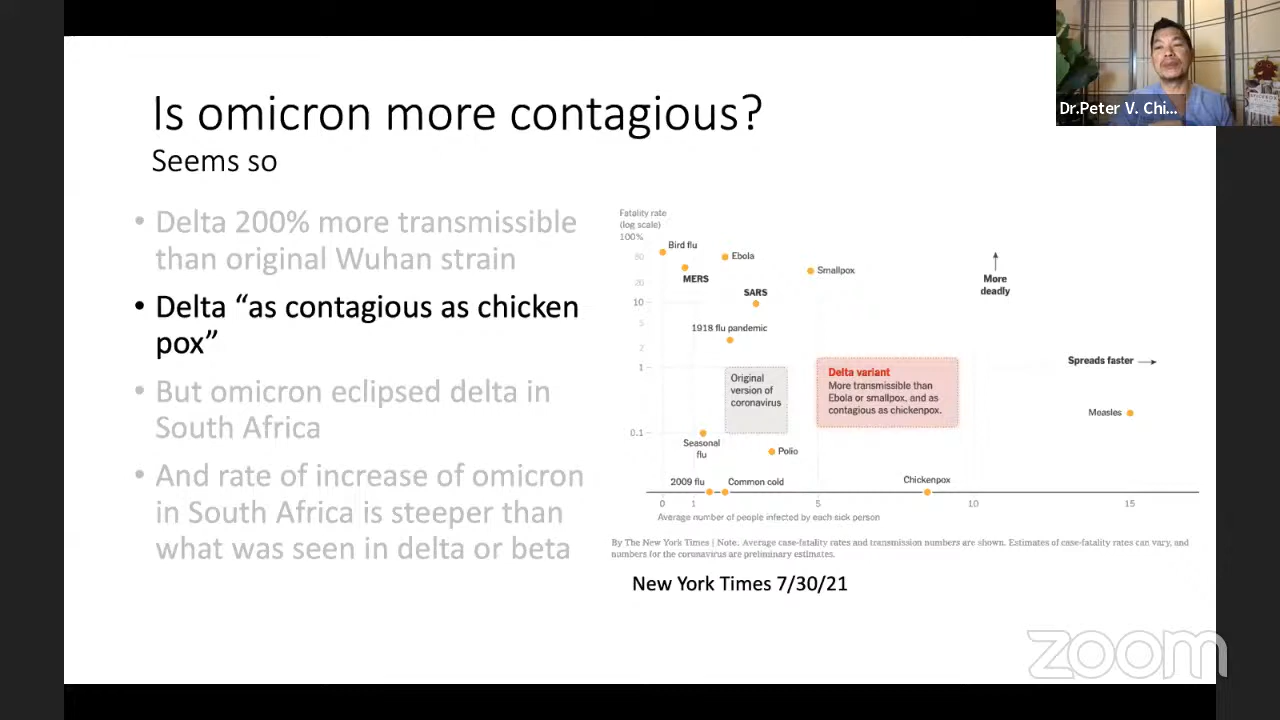 Dr.Peter V. Chi...
Is omicron more contagious?
Seems so
• Delta 200% more transmissible
than original Wuhan strain
• Delta “as contagious as chicken
pox”
• But omicron eclipsed delta in
South Africa
• And rate of increase of omicron
in South Africa is steeper than
what was seen in delta or beta
Fatality rate
(log scale)
100%
Bird flu
50
Ebola
MERS
Smallpox
20
SARS
10
More
deadly
5
1918 flu pandemic
2
1
Spreads faster
Original
version of
coronavirus
Delta variant
More transmissible than
Ebola or smallpox, and as
contagious as chickenpox.
Measles
0.1
Seasonal
flu
Polio
2009 flu
Common cold
Chickenpox
0 1 5 10 15
Average number of people infected by each sick person
By The New York Times | Note. Average case-fatality rates and transmission numbers are shown. Estimates of case-fatality rates can vary, and
numbers for the coronavirus are preliminary estimates.
New York Times 7/30/21
zoom